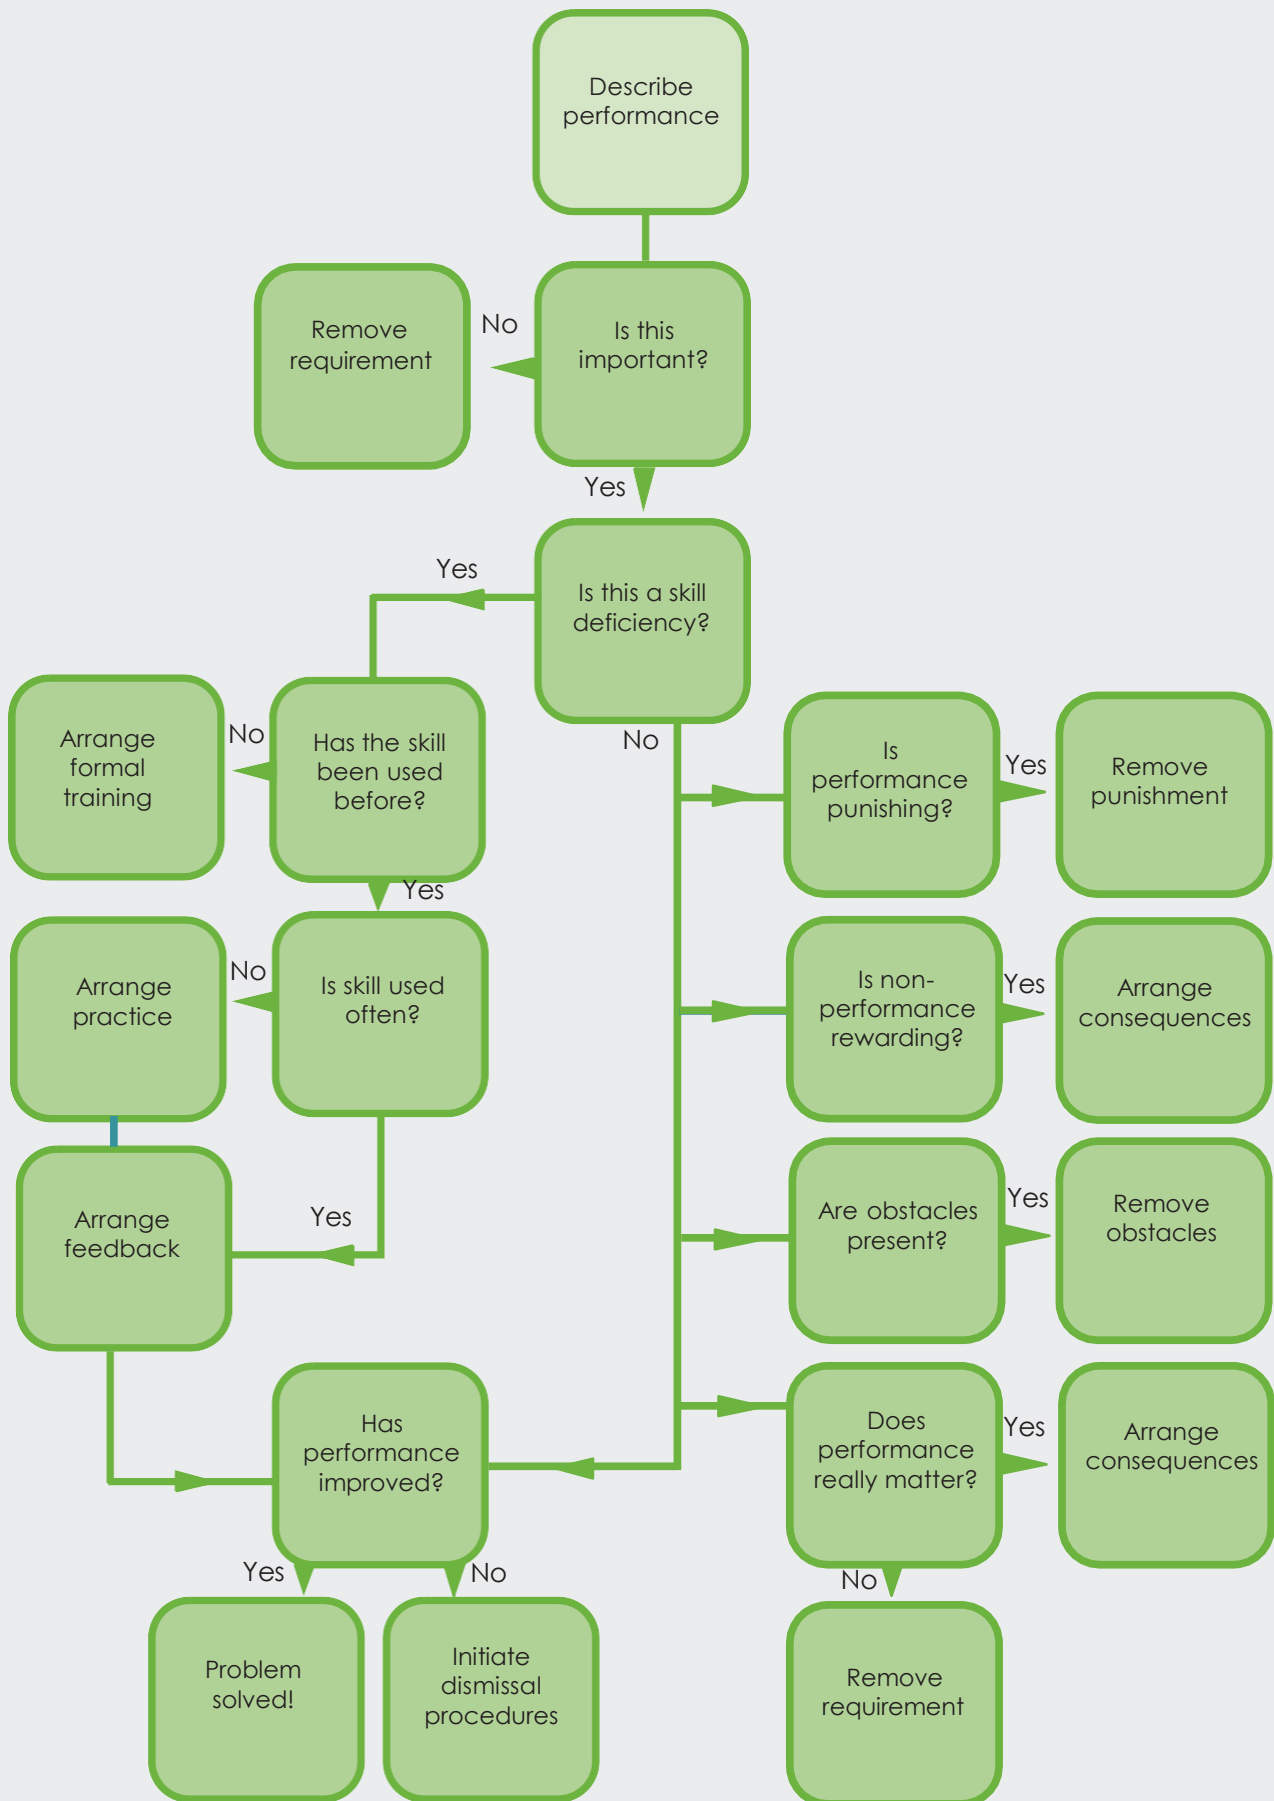 Describe
performance
Remove
requirement
No
Is this
important?
Yes
Is this a skill
deficiency?
Yes
No
Arrange
formal
training
No
Has the skill
been used
before?
Yes
Is
performance
punishing?
Yes
Remove
punishment
Arrange
practice
No
Is skill used
often?
Yes
Is non-
performance
rewarding?
Yes
Arrange
consequences
Arrange
feedback
Are obstacles
present?
Yes
Remove
obstacles
Has
performance
improved?
Yes
No
Does
performance
really matter?
Yes
Arrange
consequences
No
Problem
solved!
Initiate
dismissal
procedures
Remove
requirement